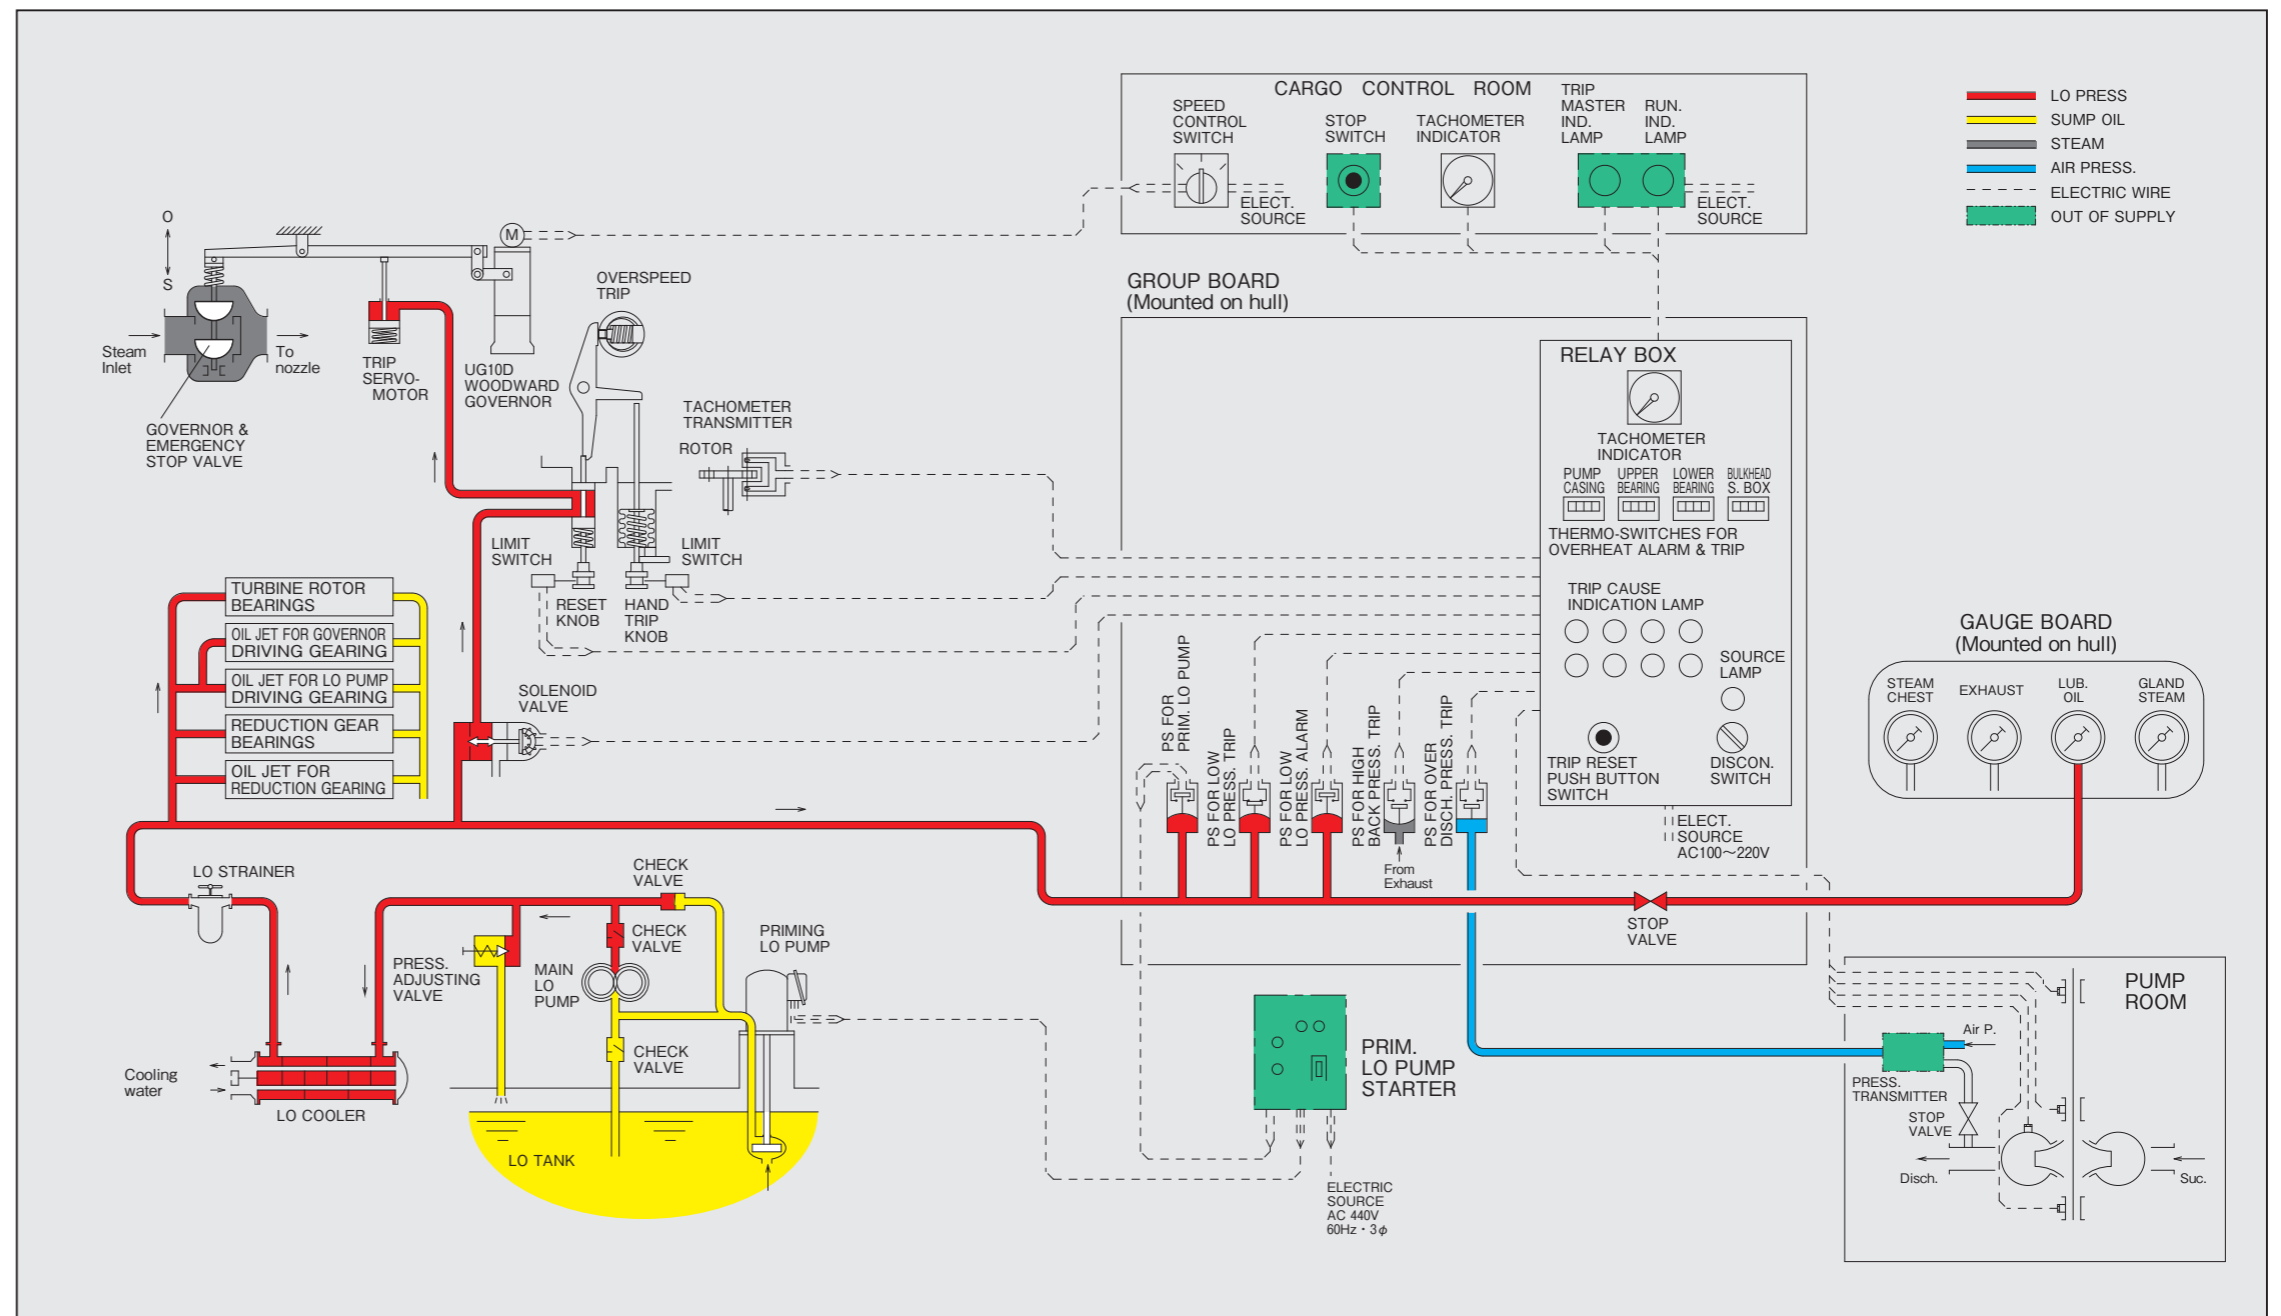 CARGO CONTROL ROOM
SPEED
CONTROL
SWITCH
STOP
SWITCH
TACHOMETER
INDICATOR
TRIP
MASTER
IND.
LAMP
RUN.
IND.
LAMP
ELECT.
SOURCE
ELECT.
SOURCE
LO PRESS
SUMP OIL
STEAM
AIR PRESS.
ELECTRIC WIRE
OUT OF SUPPLY
O
S
M
Steam
Inlet
To
nozzle
GOVERNOR &
EMERGENCY
STOP VALVE
TRIP
SERVO-
MOTOR
UG10D
WOODWARD
GOVERNOR
OVERSPEED
TRIP
TACHOMETER
TRANSMITTER
ROTOR
LIMIT
SWITCH
LIMIT
SWITCH
RESET
KNOB
HAND
TRIP
KNOB
GROUP BOARD
(Mounted on hull)
RELAY BOX
TACHOMETER
INDICATOR
PUMP
CASING
UPPER
BEARING
LOWER
BEARING
BULKHEAD
S. BOX
THERMO-SWITCHES FOR
OVERHEAT ALARM & TRIP
TRIP CAUSE
INDICATION LAMP
SOURCE
LAMP
TRIP RESET
PUSH BUTTON
SWITCH
DISCON.
SWITCH
ELECT.
SOURCE
AC100～220V
GAUGE BOARD
(Mounted on hull)
STEAM
CHEST
EXHAUST
LUB.
OIL
GLAND
STEAM
TURBINE ROTOR
BEARINGS
OIL JET FOR GOVERNOR
DRIVING GEARING
OIL JET FOR LO PUMP
DRIVING GEARING
REDUCTION GEAR
BEARINGS
OIL JET FOR
REDUCTION GEARING
SOLENOID
VALVE
PS FOR
PRIM. LO PUMP
PS FOR LOW
LO PRESS. TRIP
PS FOR LOW
LO PRESS. ALARM
PS FOR HIGH
BACK PRESS. TRIP
PS FOR OVER
DISCH. PRESS. TRIP
From
Exhaust
STOP
VALVE
LO STRAINER
CHECK
VALVE
CHECK
VALVE
PRIMING
LO PUMP
PRESS.
ADJUSTING
VALVE
MAIN
LO
PUMP
CHECK
VALVE
Cooling
water
LO COOLER
LO TANK
PRIM.
LO PUMP
STARTER
ELECTRIC
SOURCE
AC 440V
60Hz・3φ
PUMP
ROOM
Air P.
PRESS.
TRANSMITTER
STOP
VALVE
Disch.
Suc.